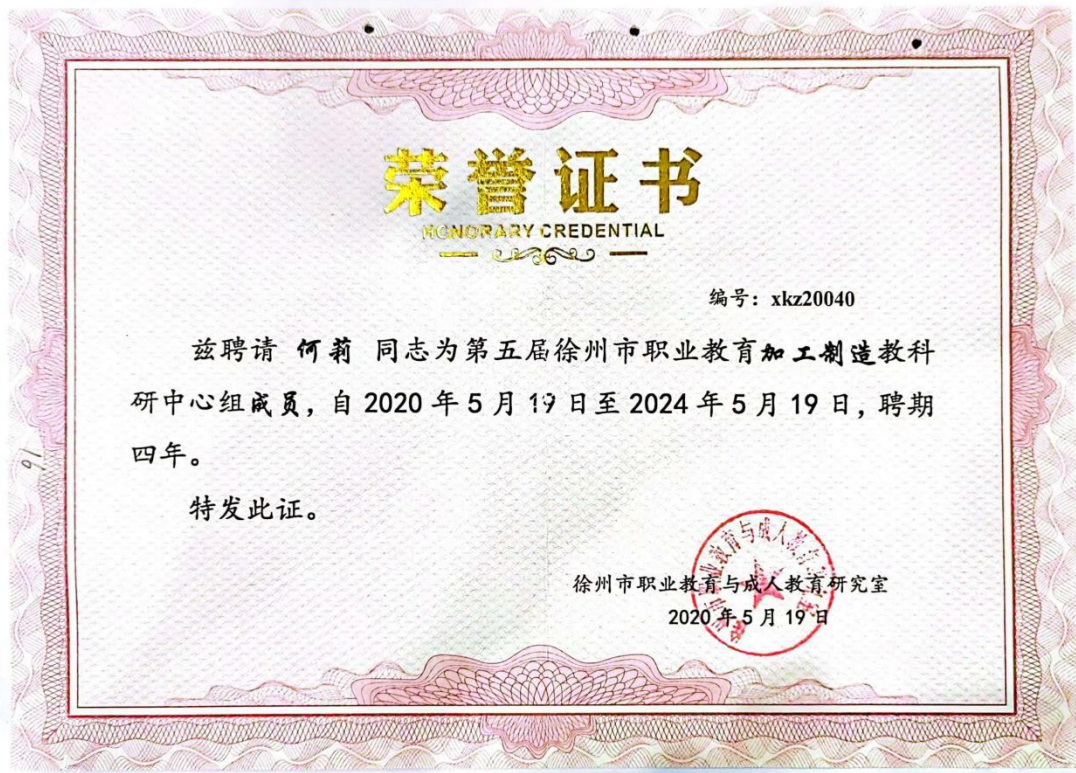 荣誉证书
HONORARY CREDENTIAL
编号：xkz20040
兹聘请 何莉 同志为第五届徐州市职业教育加工制造教科
研中心组成员，自 2020 年 5 月 19 日至 2024 年 5 月 19 日，聘期
四年。
特发此证。
徐州市职业教育与成人教育研究室
2020 年 5 月 19 日